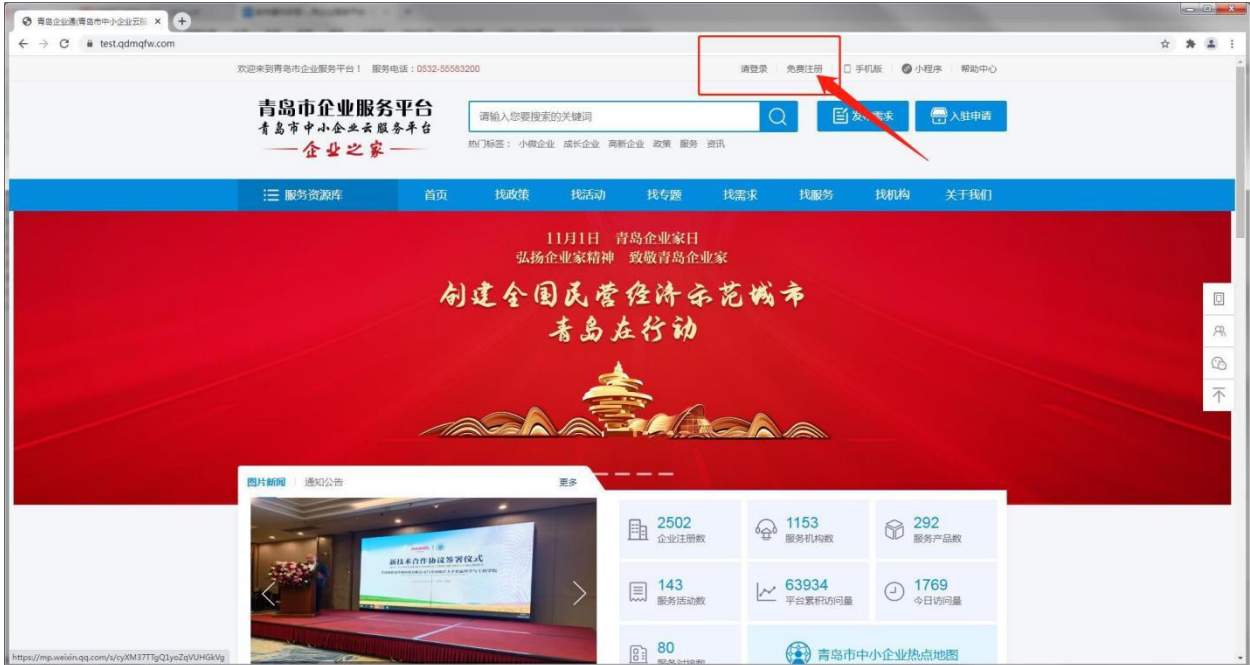 青岛企业通(青岛市中小企业云服
test.qdmqfw.com
欢迎来到青岛市企业服务平台！ 服务电话：0532-55583200
请登录 免费注册 手机版 小程序 帮助中心
青岛市企业服务平台
青岛市中小企业云服务平台
企业之家
请输入您要搜索的关键词
发 需求 入驻申请
热门标签： 小微企业 成长企业 高新企业 政策 服务 资讯
服务资源库 首页 找政策 找活动 找专题 找需求 找服务 找机构 关于我们
11月1日 青岛企业家日
弘扬企业家精神 致敬青岛企业家
创建全国民营经济示范城市
青岛在行动
图片新闻 通知公告 更多
新技术合作协议签署仪式
2502
企业注册数
1153
服务机构数
292
服务产品数
143
服务活动数
63934
平台累积访问量
1769
今日访问量
80
服务对接数
青岛市中小企业热点地图
https://mp.weixin.qq.com/s/cyXM37TTgQ1yoZqVUHGkVg